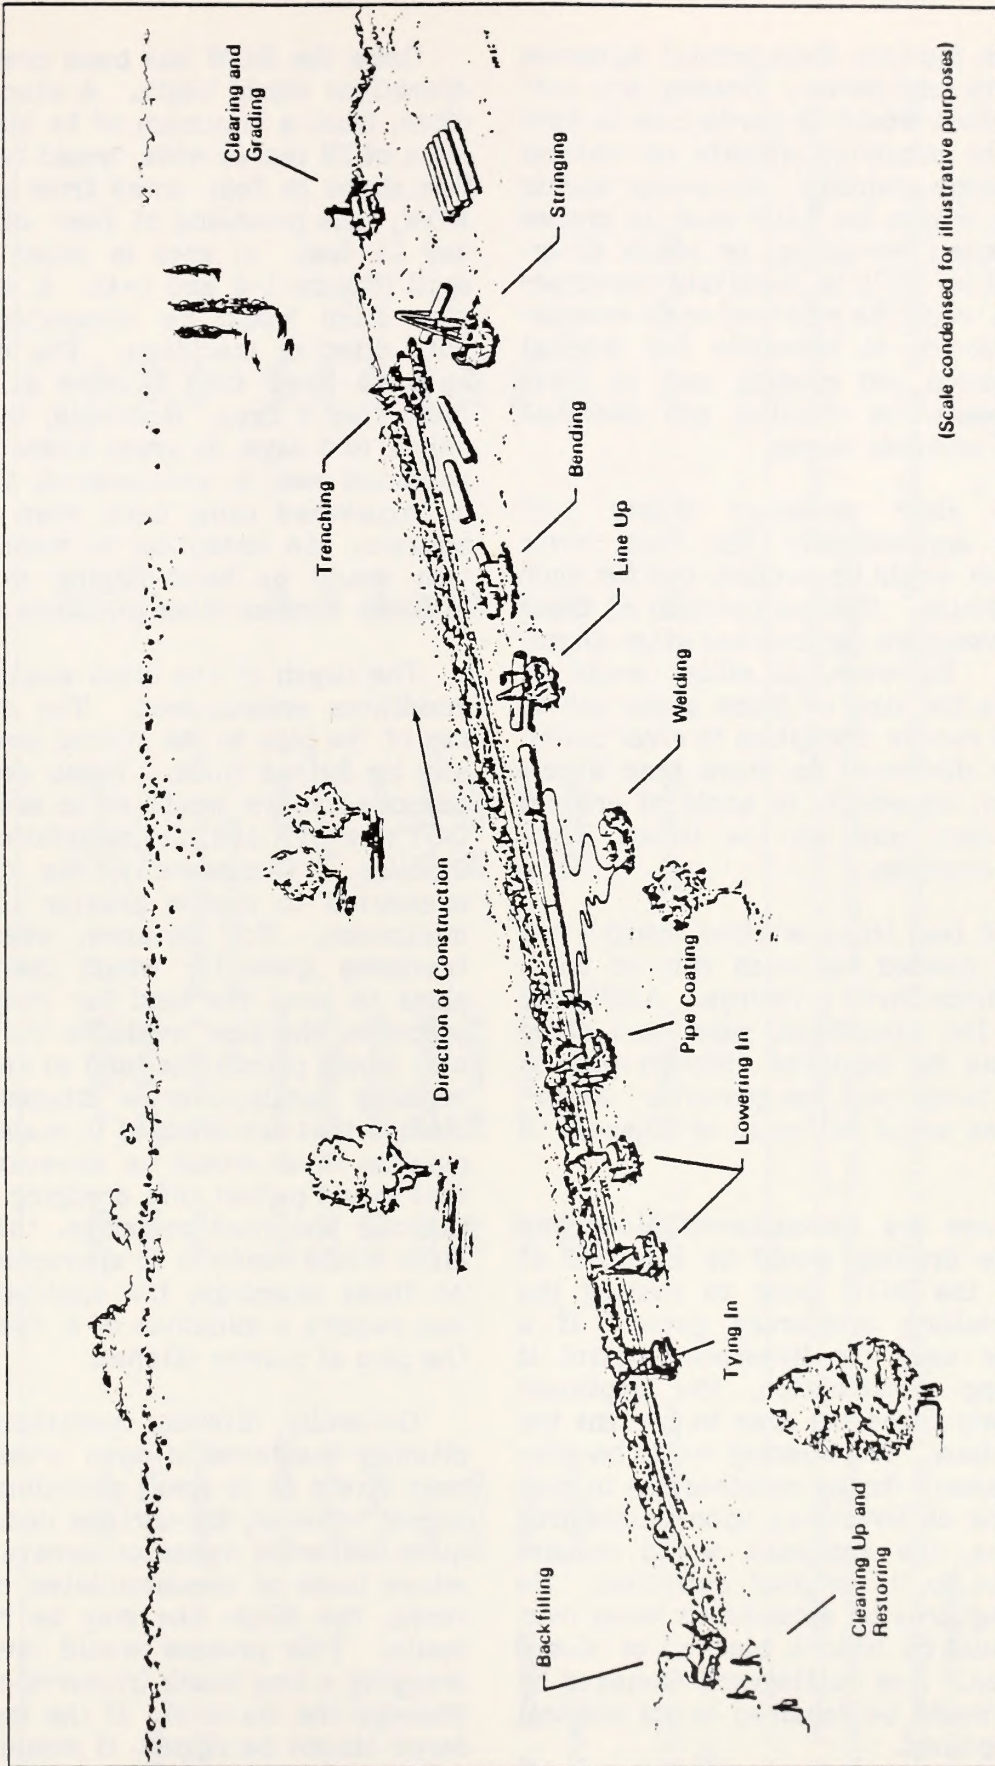 Clearing and
Grading
Trenching
Direction of Construction
Backfilling
Stringing
Bending
Line Up
Welding
Pipe Coating
Lowering In
Tying In
Cleaning Up and
Restoring
(Scale condensed for illustrative purposes)